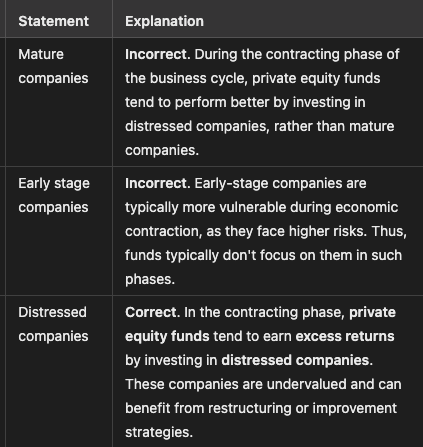 Statement Explanation
Mature Incorrect. During the contracting phase of
companies the business cycle, private equity funds
tend to perform better by investing in
distressed companies, rather than mature
companies.
Early stage Incorrect. Early-stage companies are
companies typically more vulnerable during economic
contraction, as they face higher risks. Thus,
funds typically don't focus on them in such
phases.
Distressed Correct. In the contracting phase, private
companies equity funds tend to earn excess returns
by investing in distressed companies.
These companies are undervalued and can
benefit from restructuring or improvement
strategies.